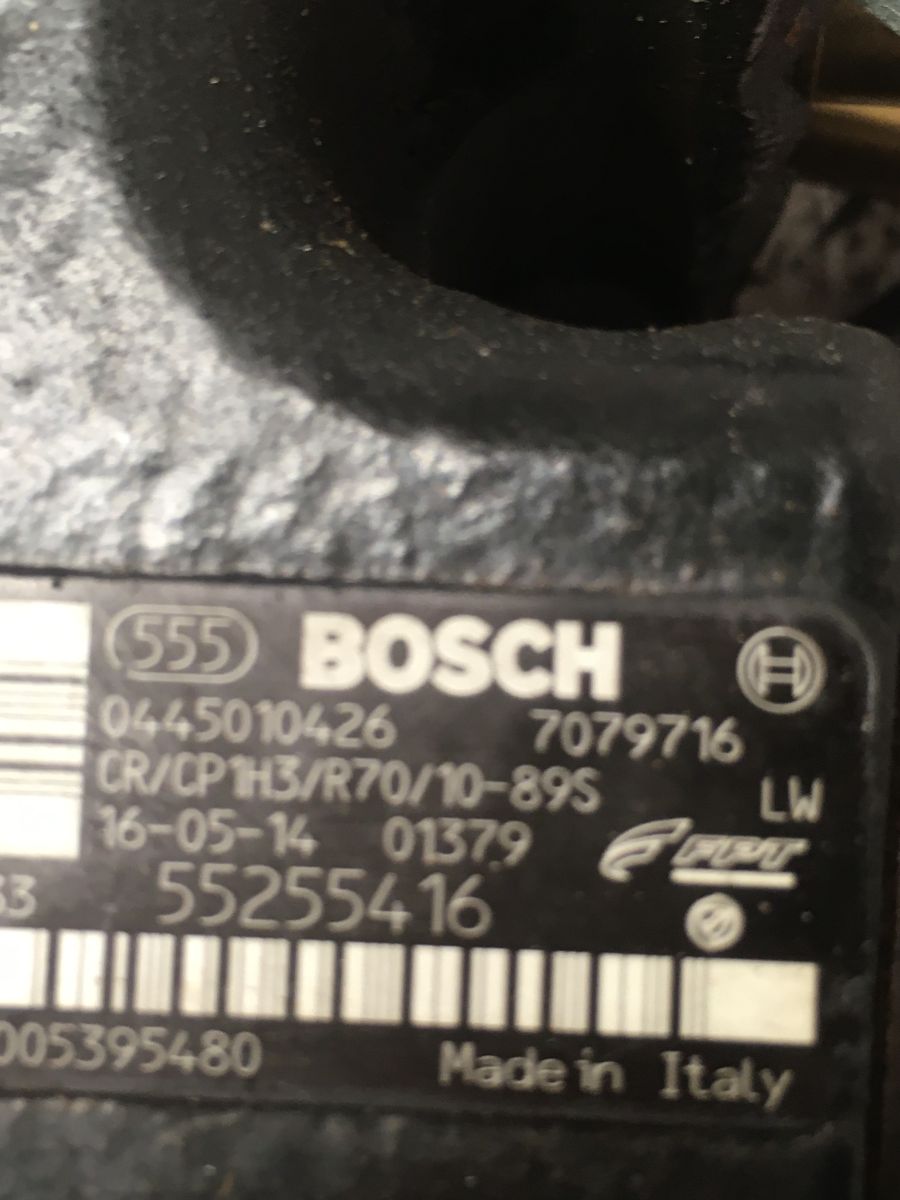 555 BOSCH
0445010426 7079716
CR/CP1H3/R70/10-89S LW
16-05-14 01379 FPT
55255416
005395480 Made in Italy